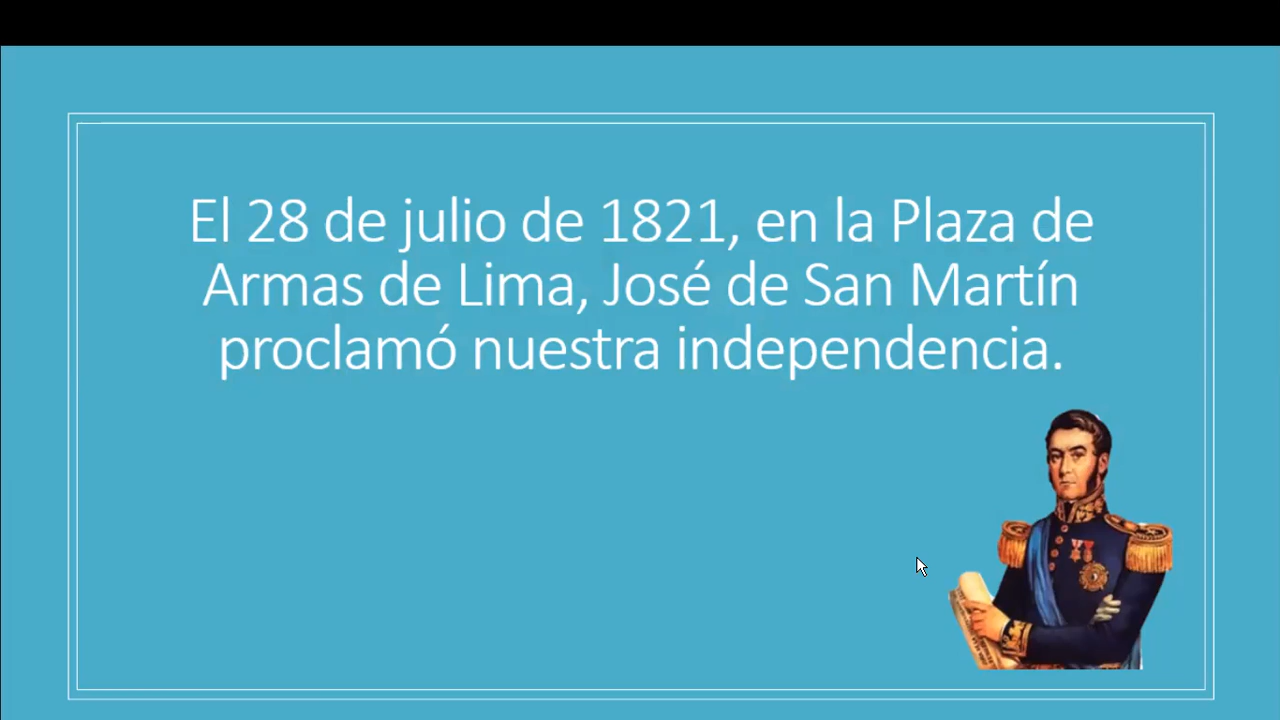 El 28 de julio de 1821, en la Plaza de
Armas de Lima, José de San Martín
proclamó nuestra independencia.